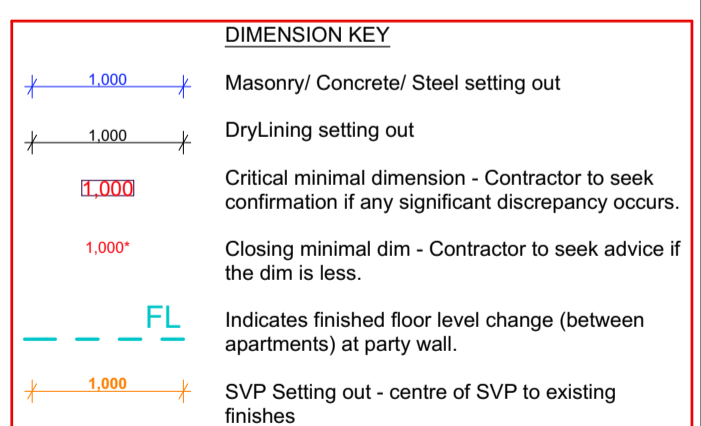 DIMENSION KEY
1,000 Masonry/ Concrete/ Steel setting out
1,000 DryLining setting out
1,000 Critical minimal dimension - Contractor to seek
confirmation if any significant discrepancy occurs.
1,000* Closing minimal dim - Contractor to seek advice if
the dim is less.
FL Indicates finished floor level change (between
apartments) at party wall.
1,000 SVP Setting out - centre of SVP to existing
finishes